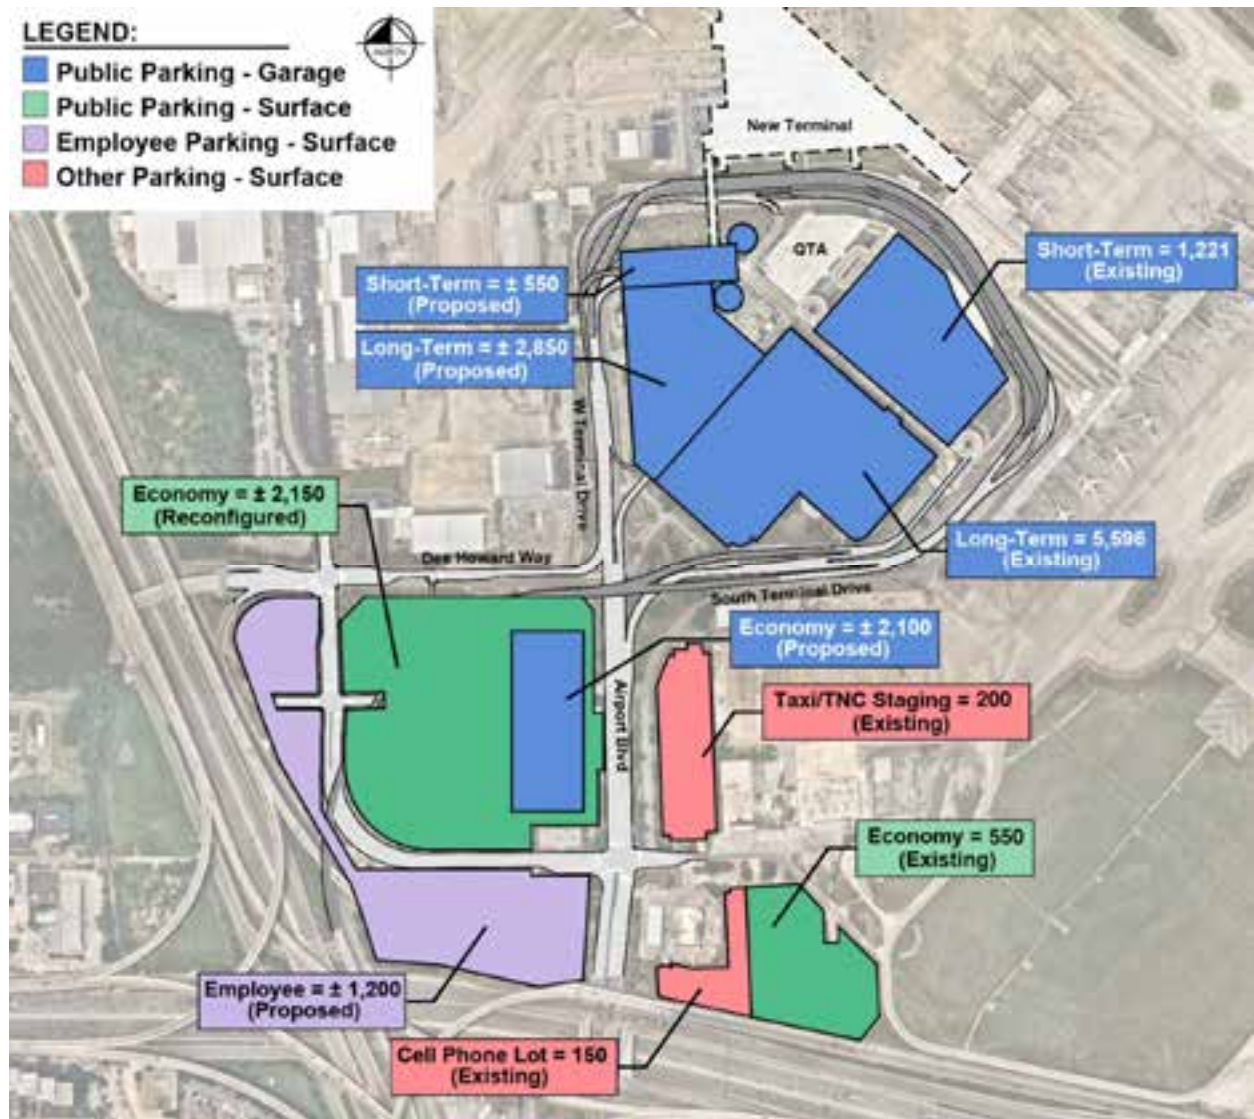 LEGEND:
Public Parking - Garage
Public Parking - Surface
Employee Parking - Surface
Other Parking - Surface
NORTH
New Terminal
QTA
Short-Term = 1,221
(Existing)
Short-Term = ± 550
(Proposed)
Long-Term = ± 2,850
(Proposed)
W Terminal Drive
Economy = ± 2,150
(Reconfigured)
Dee Howard Way
Long-Term = 5,596
(Existing)
South Terminal Drive
Economy = ± 2,100
(Proposed)
Airport Blvd
Taxi/TNC Staging = 200
(Existing)
Economy = 550
(Existing)
Employee = ± 1,200
(Proposed)
Cell Phone Lot = 150
(Existing)